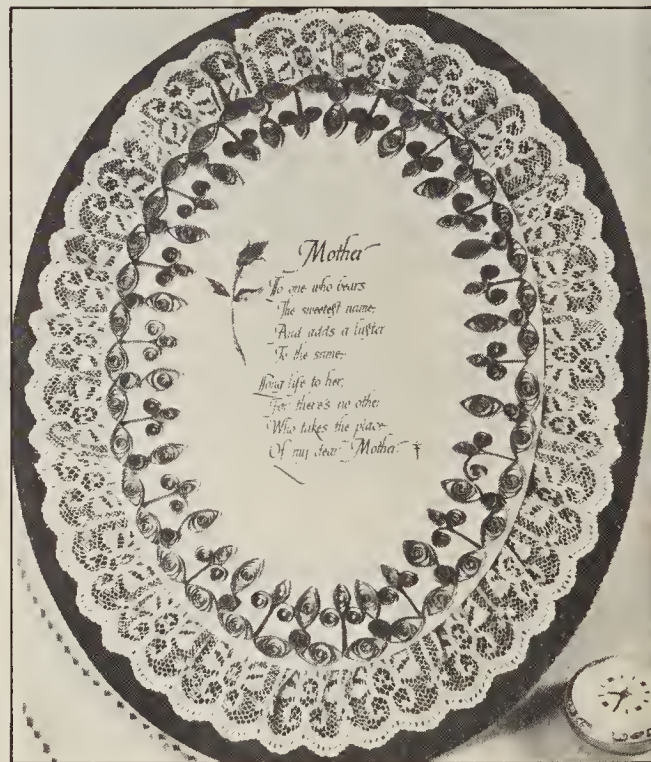 Mother
To one who bears
The sweetest name,
And adds a luster
To the same;
Long life to her,
For there's no other
Who takes the place
Of my dear Mother